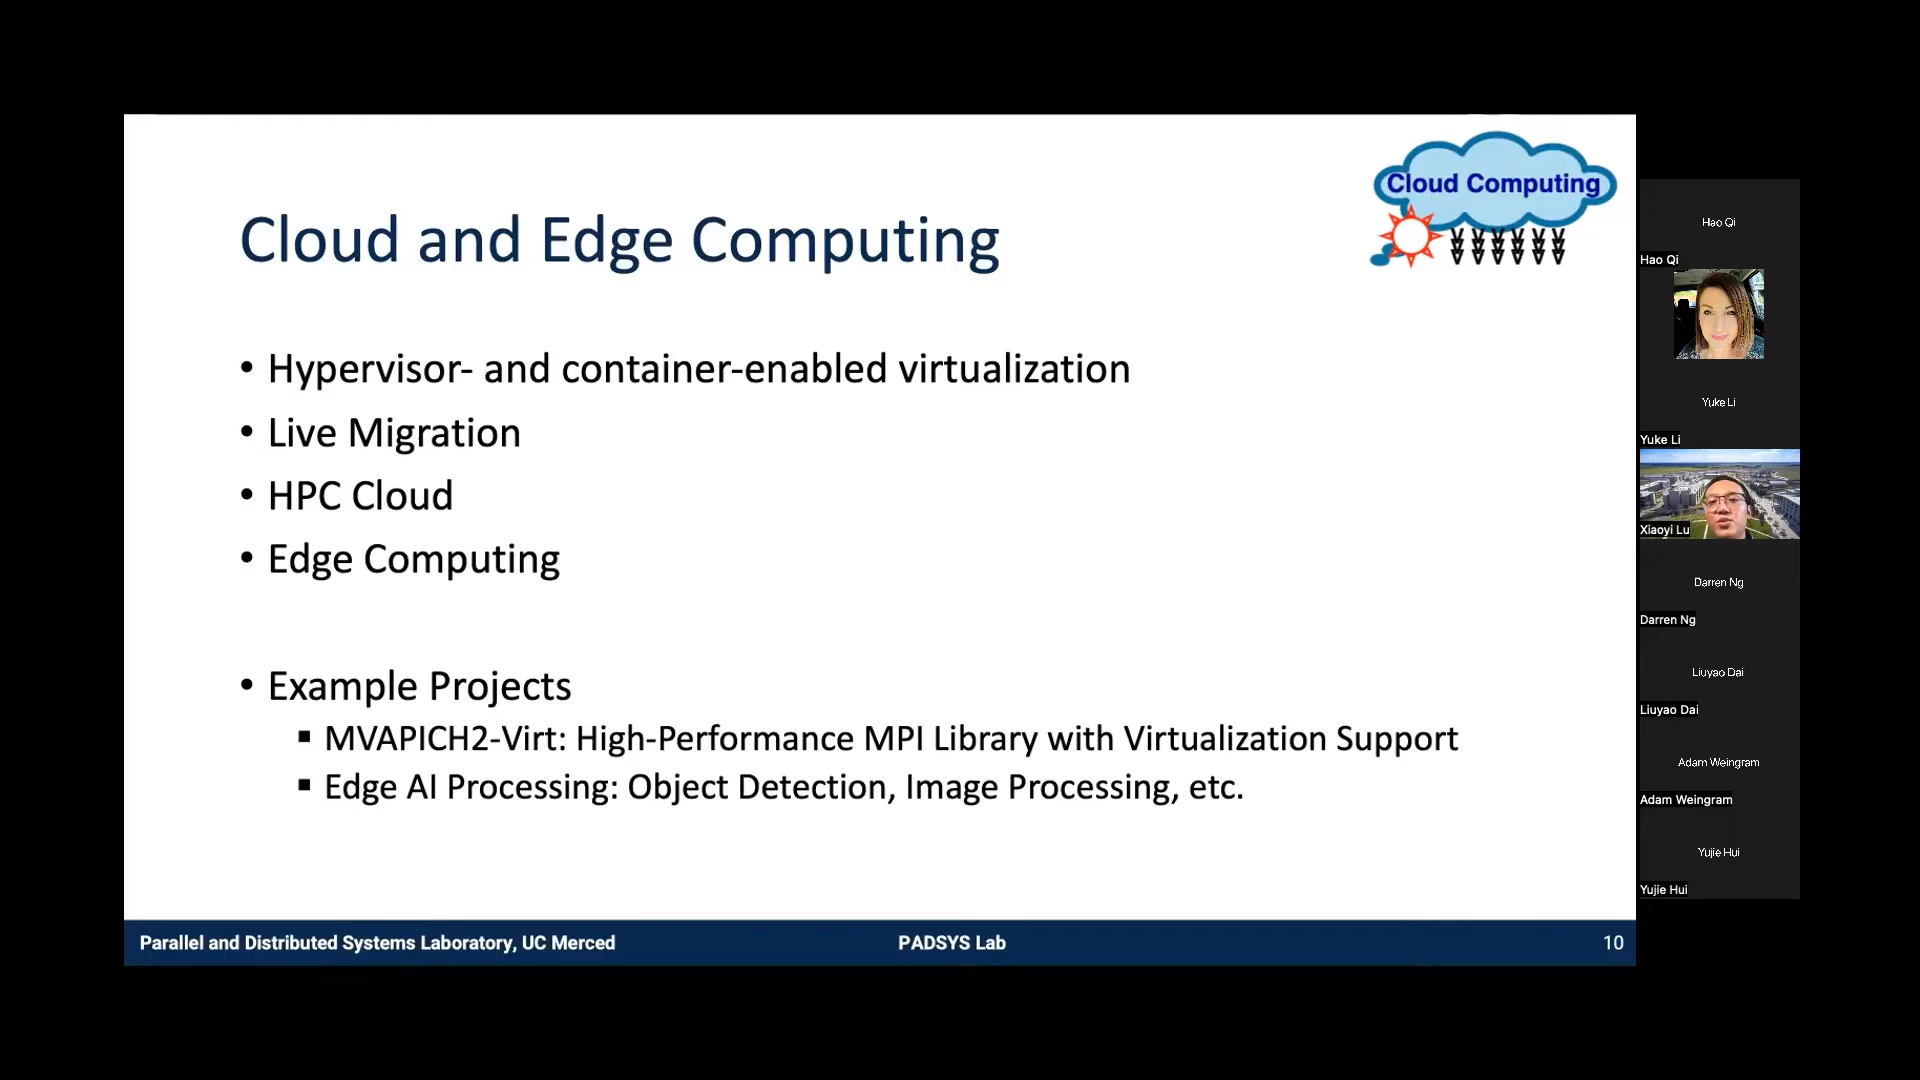 Cloud Computing
Cloud and Edge Computing
• Hypervisor- and container-enabled virtualization
• Live Migration
• HPC Cloud
• Edge Computing
• Example Projects
▪ MVAPICH2-Virt: High-Performance MPI Library with Virtualization Support
▪ Edge AI Processing: Object Detection, Image Processing, etc.
Parallel and Distributed Systems Laboratory, UC Merced
PADSYS Lab
10
Hao Qi
Hao Qi
Yuke Li
Yuke Li
Xiaoyi Lu
Darren Ng
Darren Ng
Liuyao Dai
Liuyao Dai
Adam Weingram
Adam Weingram
Yujie Hui
Yujie Hui